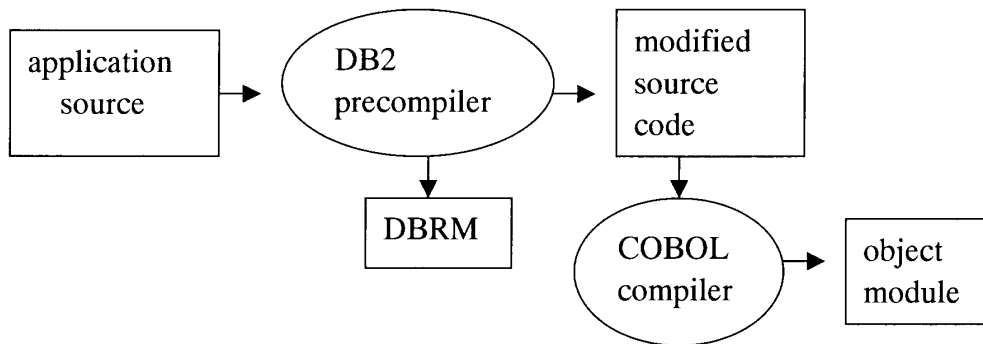 application
source
DB2
precompiler
modified
source
code
DBRM
COBOL
compiler
object
module